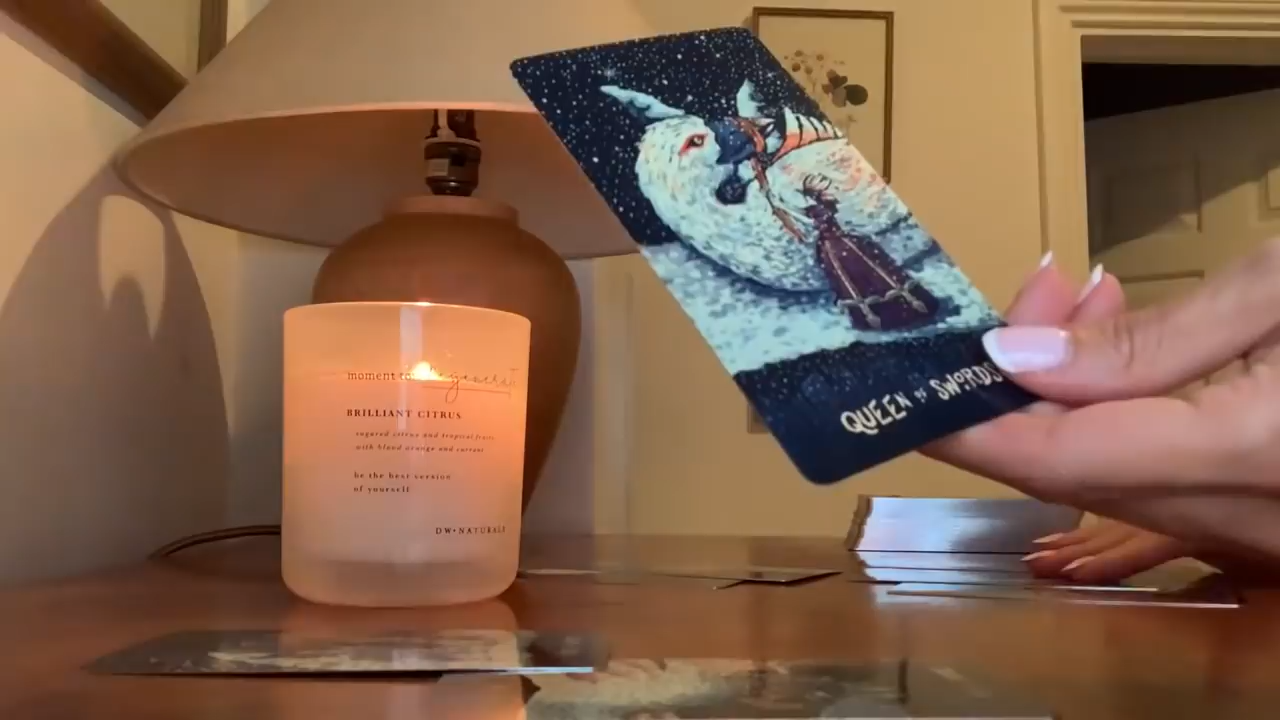 moment to
BRILLIANT CITRUS
sugared citrus and tropical fruits
with blood orange and currant
be the best version
of yourself
DW•NATURALS
QUEEN OF SWORDS